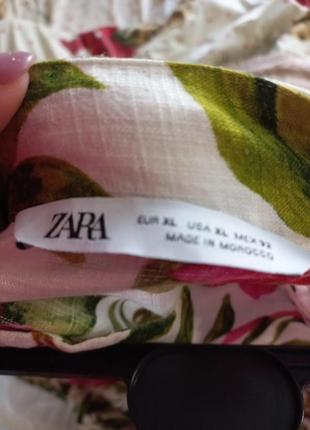 ZARA
EUR XL USA XL MEX 32
MADE IN MOROCCO